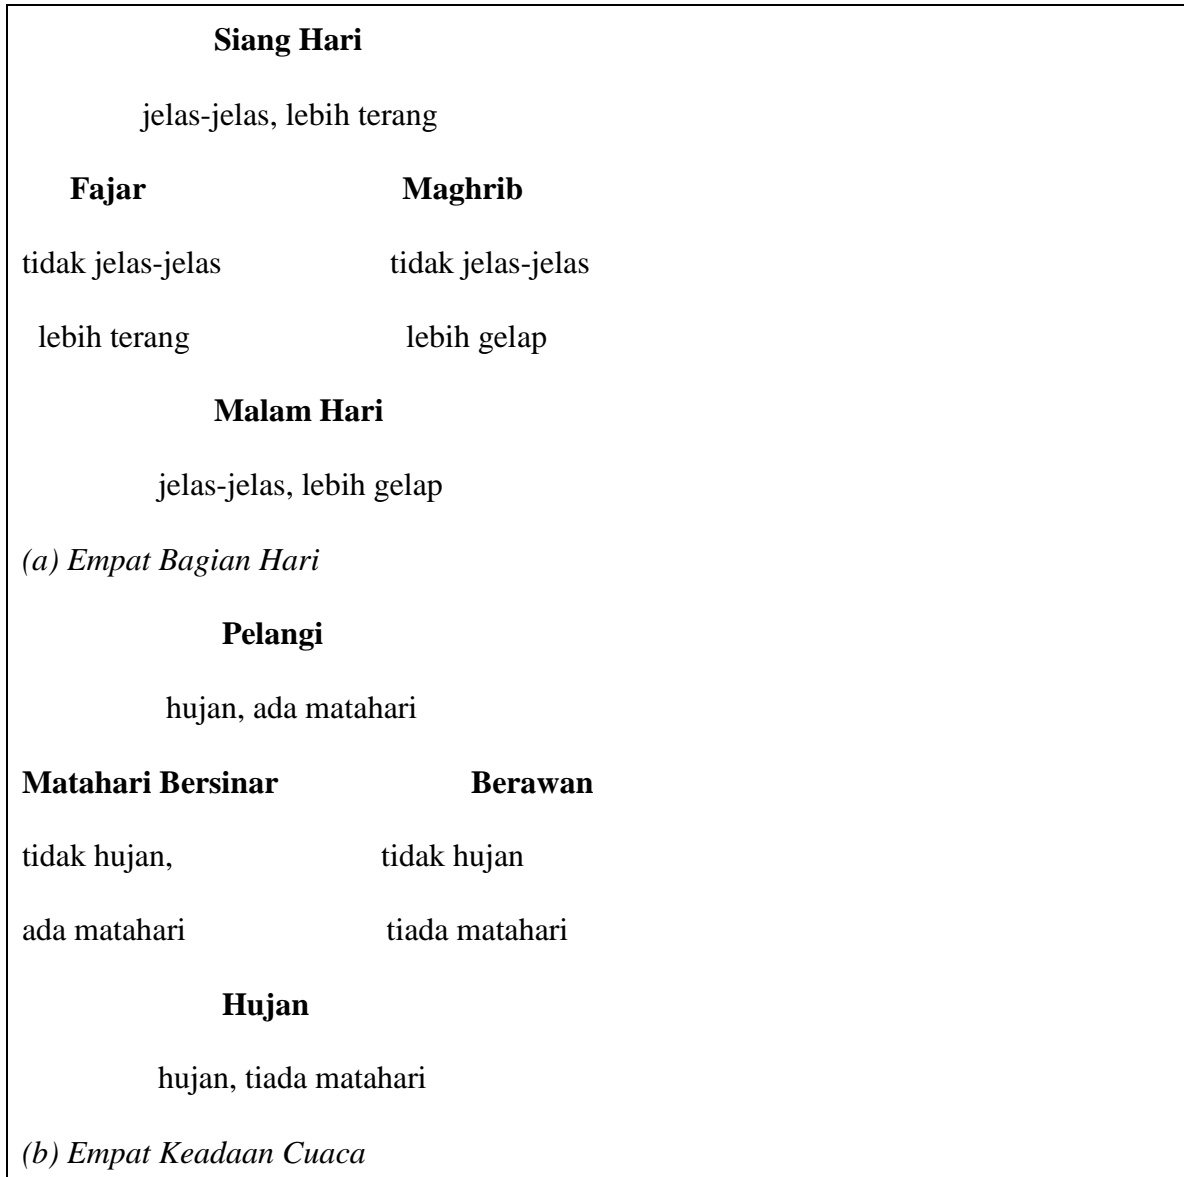 Siang Hari
jelas-jelas, lebih terang
Fajar Maghrib
tidak jelas-jelas tidak jelas-jelas
lebih terang lebih gelap
Malam Hari
jelas-jelas, lebih gelap
(a) Empat Bagian Hari
Pelangi
hujan, ada matahari
Matahari Bersinar Berawan
tidak hujan, tidak hujan
ada matahari tiada matahari
Hujan
hujan, tiada matahari
(b) Empat Keadaan Cuaca